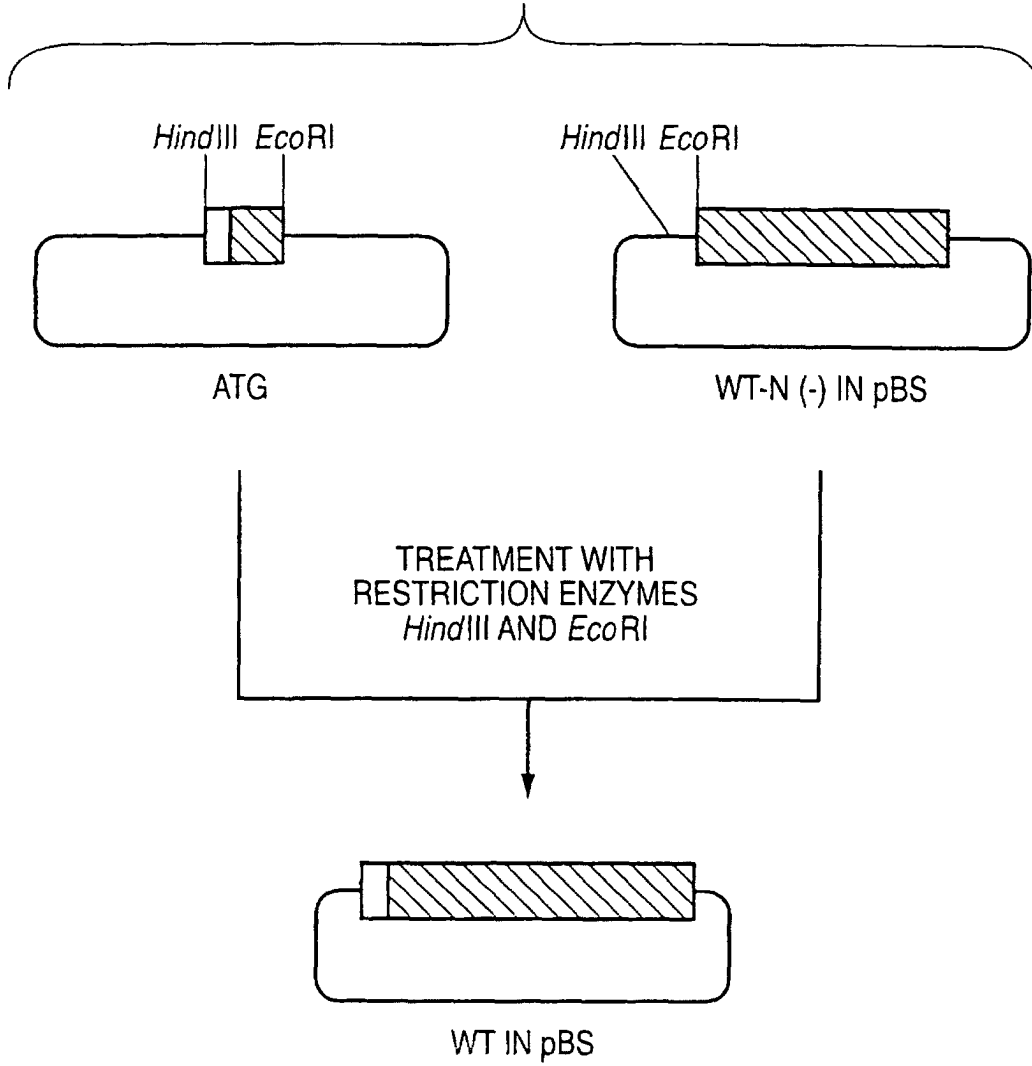 HindIII EcoRI
HindIII EcoRI
ATG
WT-N (-) IN pBS
TREATMENT WITH
RESTRICTION ENZYMES
HindIII AND EcoRI
WT IN pBS